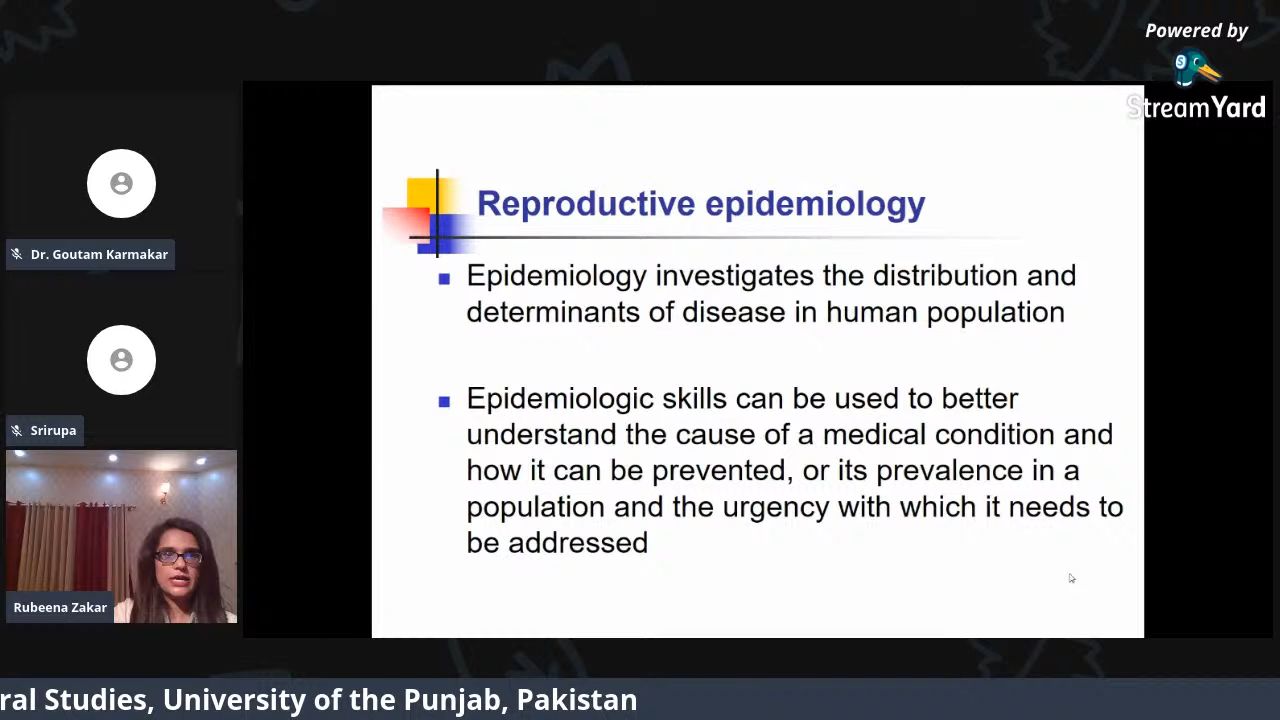 Powered by
StreamYard
Dr. Goutam Karmakar
Srirupa
Rubeena Zakar
Reproductive epidemiology
Epidemiology investigates the distribution and
determinants of disease in human population
Epidemiologic skills can be used to better
understand the cause of a medical condition and
how it can be prevented, or its prevalence in a
population and the urgency with which it needs to
be addressed
ral Studies, University of the Punjab, Pakistan